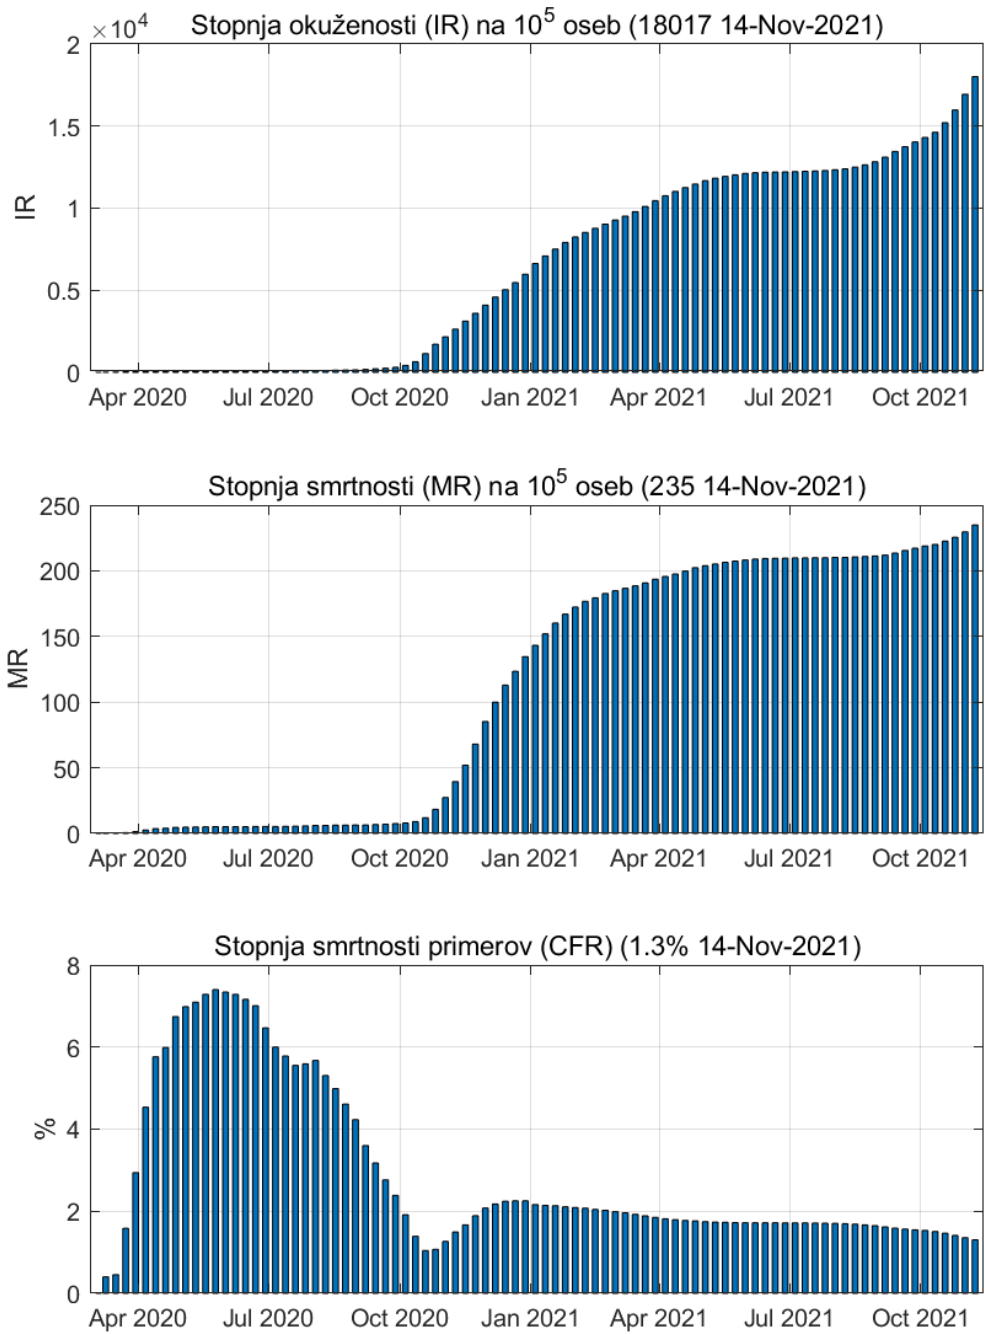 Stopnja okuženosti (IR) na 10⁵ oseb (18017 14-Nov-2021)
×10⁴
2
1.5
1
0.5
0
IR
Apr 2020 Jul 2020 Oct 2020 Jan 2021 Apr 2021 Jul 2021 Oct 2021
Stopnja smrtnosti (MR) na 10⁵ oseb (235 14-Nov-2021)
250
200
150
100
50
0
MR
Apr 2020 Jul 2020 Oct 2020 Jan 2021 Apr 2021 Jul 2021 Oct 2021
Stopnja smrtnosti primerov (CFR) (1.3% 14-Nov-2021)
8
6
4
2
0
%
Apr 2020 Jul 2020 Oct 2020 Jan 2021 Apr 2021 Jul 2021 Oct 2021